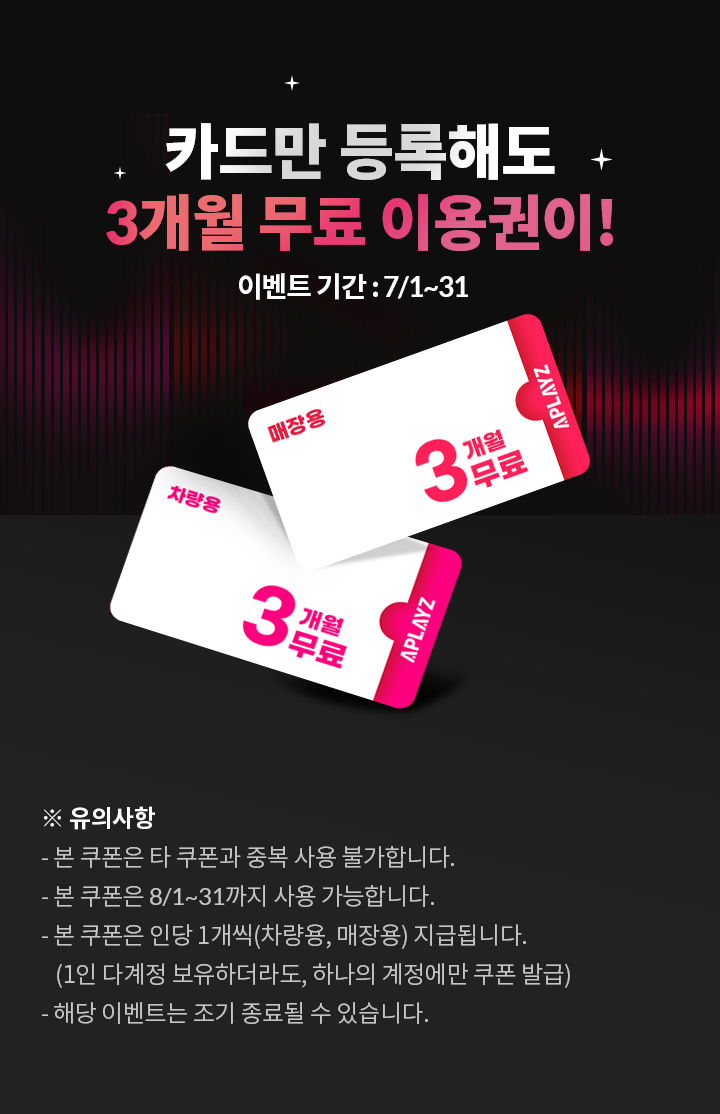 카드만 등록해도
3개월 무료 이용권이!
이벤트 기간 : 7/1~31
매장용
3개월
무료
APLAYZ
차량용
3개월
무료
APLAYZ
※ 유의사항
- 본 쿠폰은 타 쿠폰과 중복 사용 불가합니다.
- 본 쿠폰은 8/1~31까지 사용 가능합니다.
- 본 쿠폰은 인당 1개씩(차량용, 매장용) 지급됩니다.
(1인 다계정 보유하더라도, 하나의 계정에만 쿠폰 발급)
- 해당 이벤트는 조기 종료될 수 있습니다.